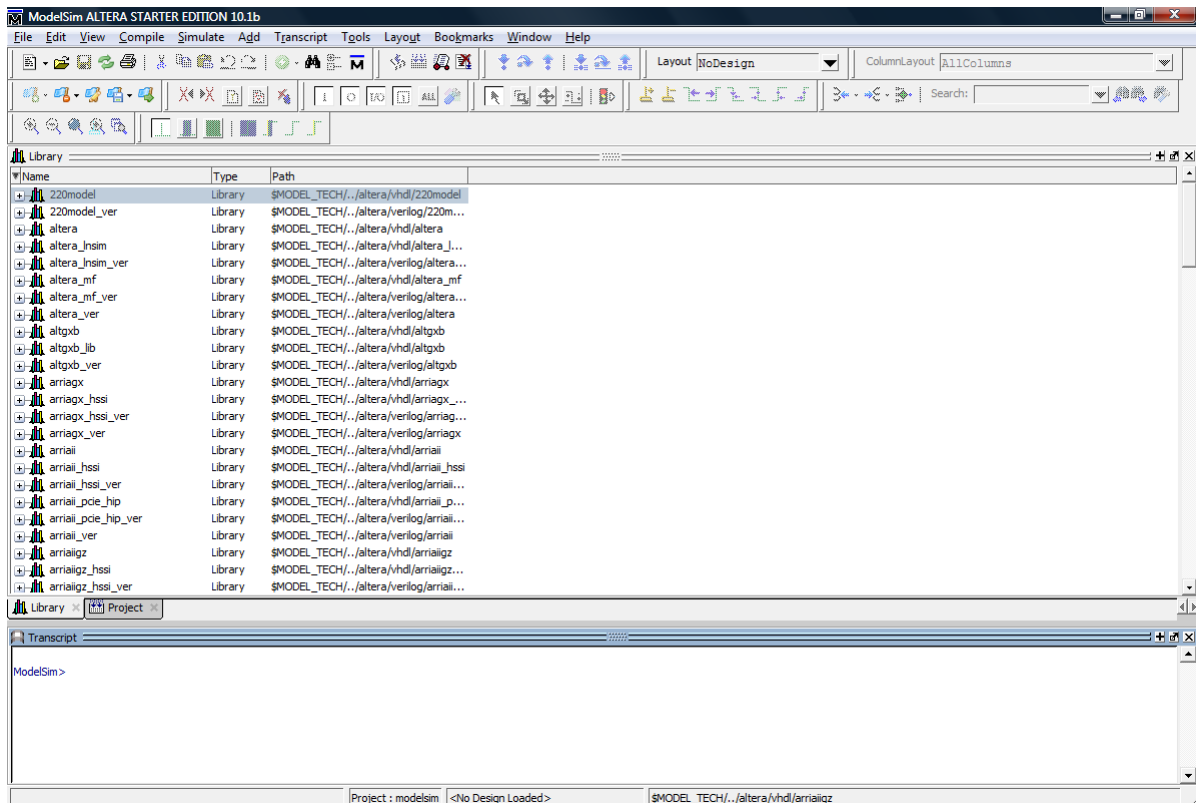 ModelSim ALTERA STARTER EDITION 10.1b
File Edit View Compile Simulate Add Transcript Tools Layout Bookmarks Window Help
Layout NoDesign ColumnLayout AllColumns
Search:
Library
Name Type Path
220model Library $MODEL_TECH/../altera/vhdl/220model
220model_ver Library $MODEL_TECH/../altera/verilog/220m...
altera Library $MODEL_TECH/../altera/vhdl/altera
altera_lnsim Library $MODEL_TECH/../altera/vhdl/altera_l...
altera_lnsim_ver Library $MODEL_TECH/../altera/verilog/altera...
altera_mf Library $MODEL_TECH/../altera/vhdl/altera_mf
altera_mf_ver Library $MODEL_TECH/../altera/verilog/altera...
altera_ver Library $MODEL_TECH/../altera/verilog/altera
altgxb Library $MODEL_TECH/../altera/vhdl/altgxb
altgxb_lib Library $MODEL_TECH/../altera/vhdl/altgxb
altgxb_ver Library $MODEL_TECH/../altera/verilog/altgxb
arriagx Library $MODEL_TECH/../altera/vhdl/arriagx
arriagx_hssi Library $MODEL_TECH/../altera/vhdl/arriagx_...
arriagx_hssi_ver Library $MODEL_TECH/../altera/verilog/arriag...
arriagx_ver Library $MODEL_TECH/../altera/verilog/arriagx
arriaii Library $MODEL_TECH/../altera/vhdl/arriaii
arriaii_hssi Library $MODEL_TECH/../altera/vhdl/arriaii_hssi
arriaii_hssi_ver Library $MODEL_TECH/../altera/verilog/arriaii...
arriaii_pcie_hip Library $MODEL_TECH/../altera/vhdl/arriaii_p...
arriaii_pcie_hip_ver Library $MODEL_TECH/../altera/verilog/arriaii...
arriaii_ver Library $MODEL_TECH/../altera/verilog/arriaii
arriaiigz Library $MODEL_TECH/../altera/vhdl/arriaiigz
arriaiigz_hssi Library $MODEL_TECH/../altera/vhdl/arriaiigz...
arriaiigz_hssi_ver Library $MODEL_TECH/../altera/verilog/arriaii...
Library Project
Transcript
ModelSim>
Project : modelsim <No Design Loaded> $MODEL_TECH/../altera/vhdl/arriaiigz